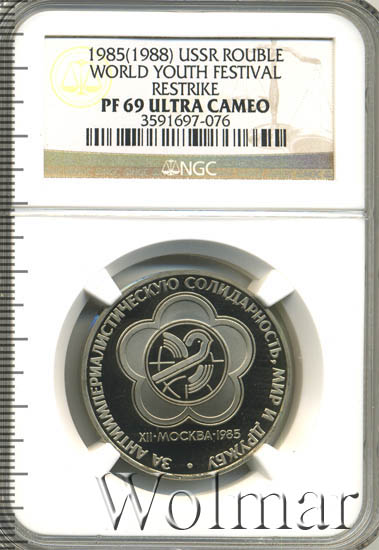 1985(1988) USSR ROUBLE
WORLD YOUTH FESTIVAL
RESTRIKE
PF 69 ULTRA CAMEO
3591697-076
NGC
ЗА АНТИИМПЕРИАЛИСТИЧЕСКУЮ СОЛИДАРНОСТЬ, МИР И ДРУЖБУ
XII·МОСКВА·1985
Wolmar